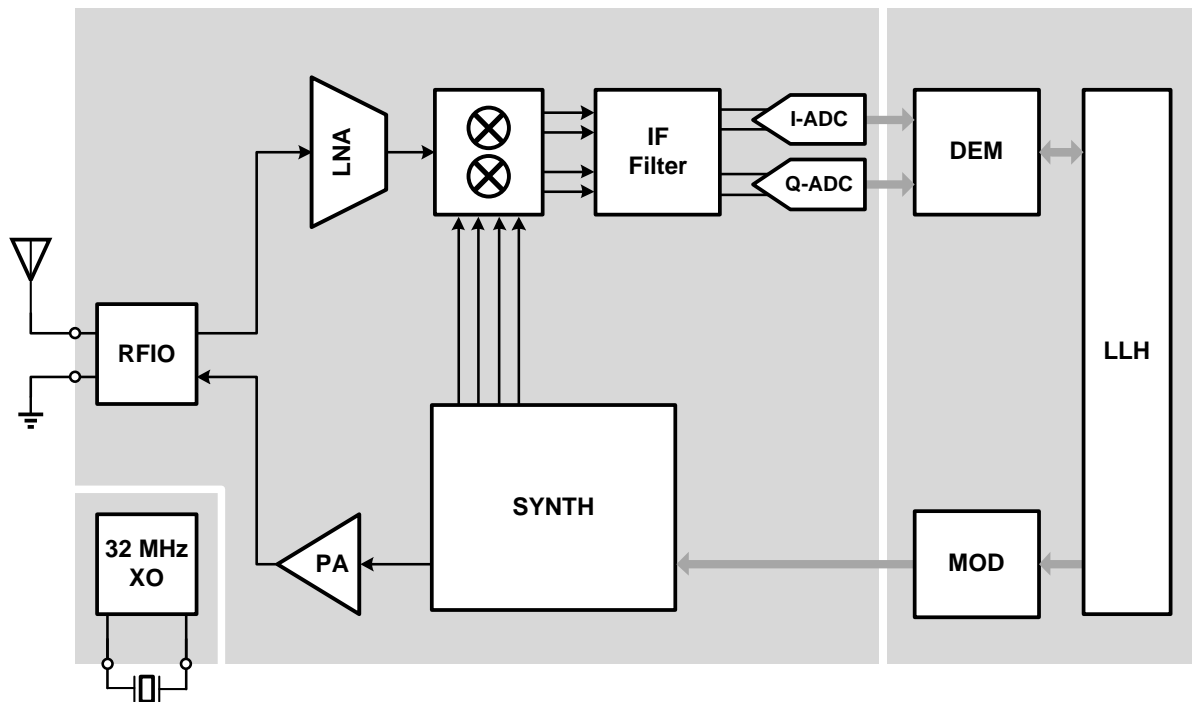 LNA
IF
Filter
I-ADC
Q-ADC
DEM
LLH
RFIO
SYNTH
PA
MOD
32 MHz
XO